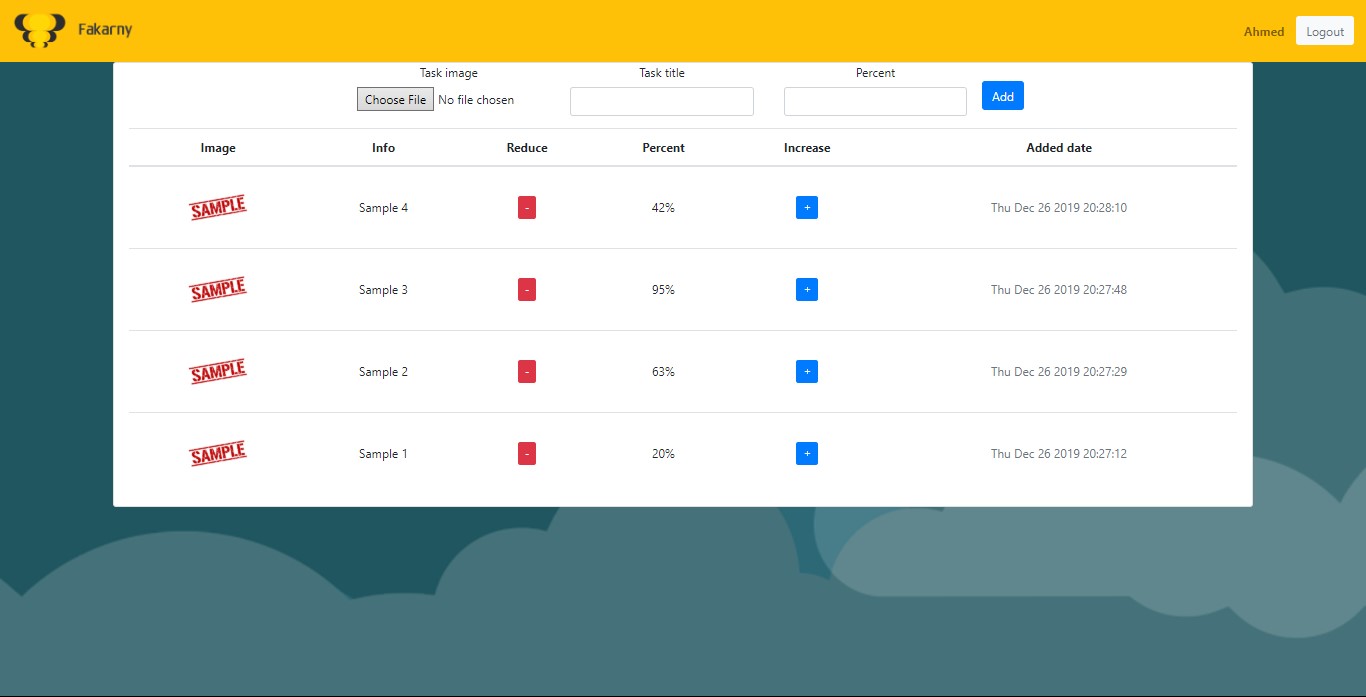 Fakarny
Ahmed Logout
Task image Task title Percent
Choose File No file chosen Add
Image Info Reduce Percent Increase Added date
SAMPLE Sample 4 - 42% + Thu Dec 26 2019 20:28:10
SAMPLE Sample 3 - 95% + Thu Dec 26 2019 20:27:48
SAMPLE Sample 2 - 63% + Thu Dec 26 2019 20:27:29
SAMPLE Sample 1 - 20% + Thu Dec 26 2019 20:27:12